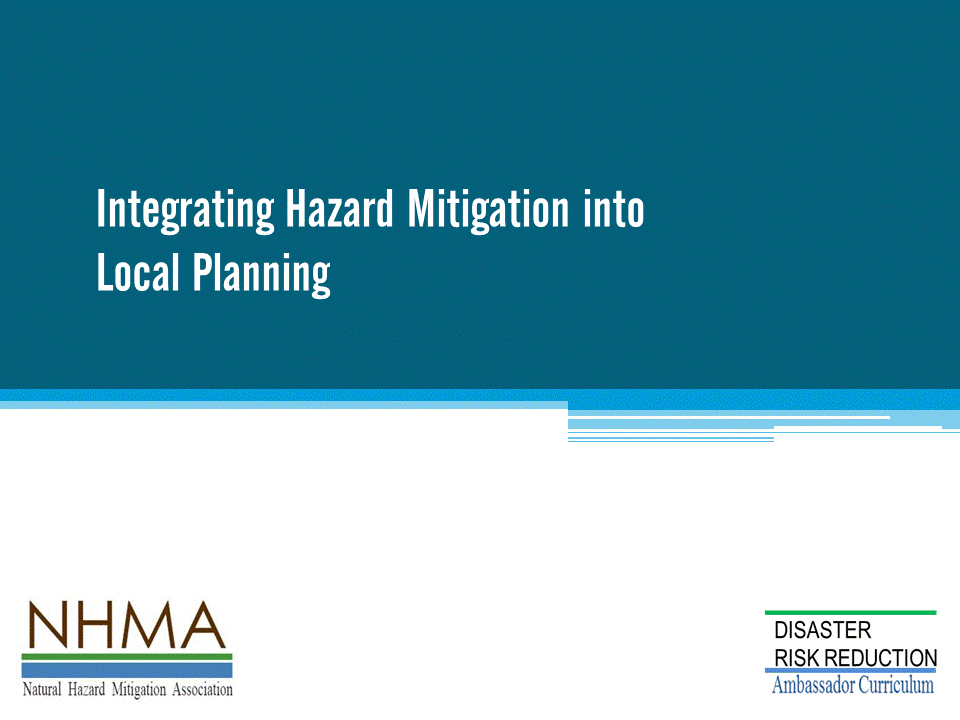 Integrating Hazard Mitigation into
Local Planning
NHMA
Natural Hazard Mitigation Association
DISASTER
RISK REDUCTION
Ambassador Curriculum